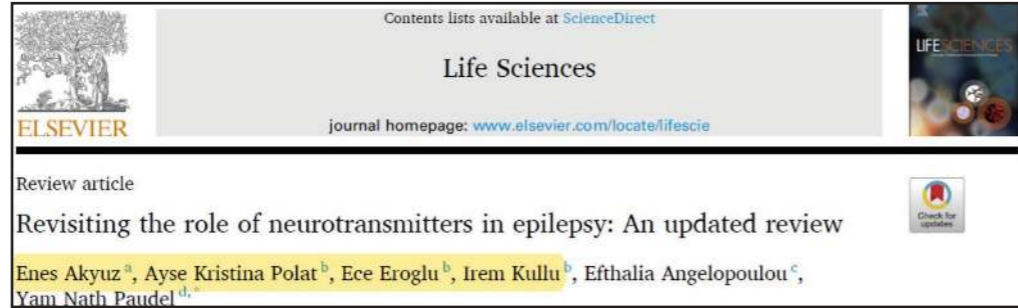 Contents lists available at ScienceDirect
LIFE SCIENCES
Life Sciences
ELSEVIER
journal homepage: www.elsevier.com/locate/lifescie
Review article
Check for
updates
Revisiting the role of neurotransmitters in epilepsy: An updated review
Enes Akyuz a, Ayse Kristina Polat b, Ece Eroglu b, Irem Kullu b, Efthalia Angelopoulou c,
Yam Nath Paudel d,*